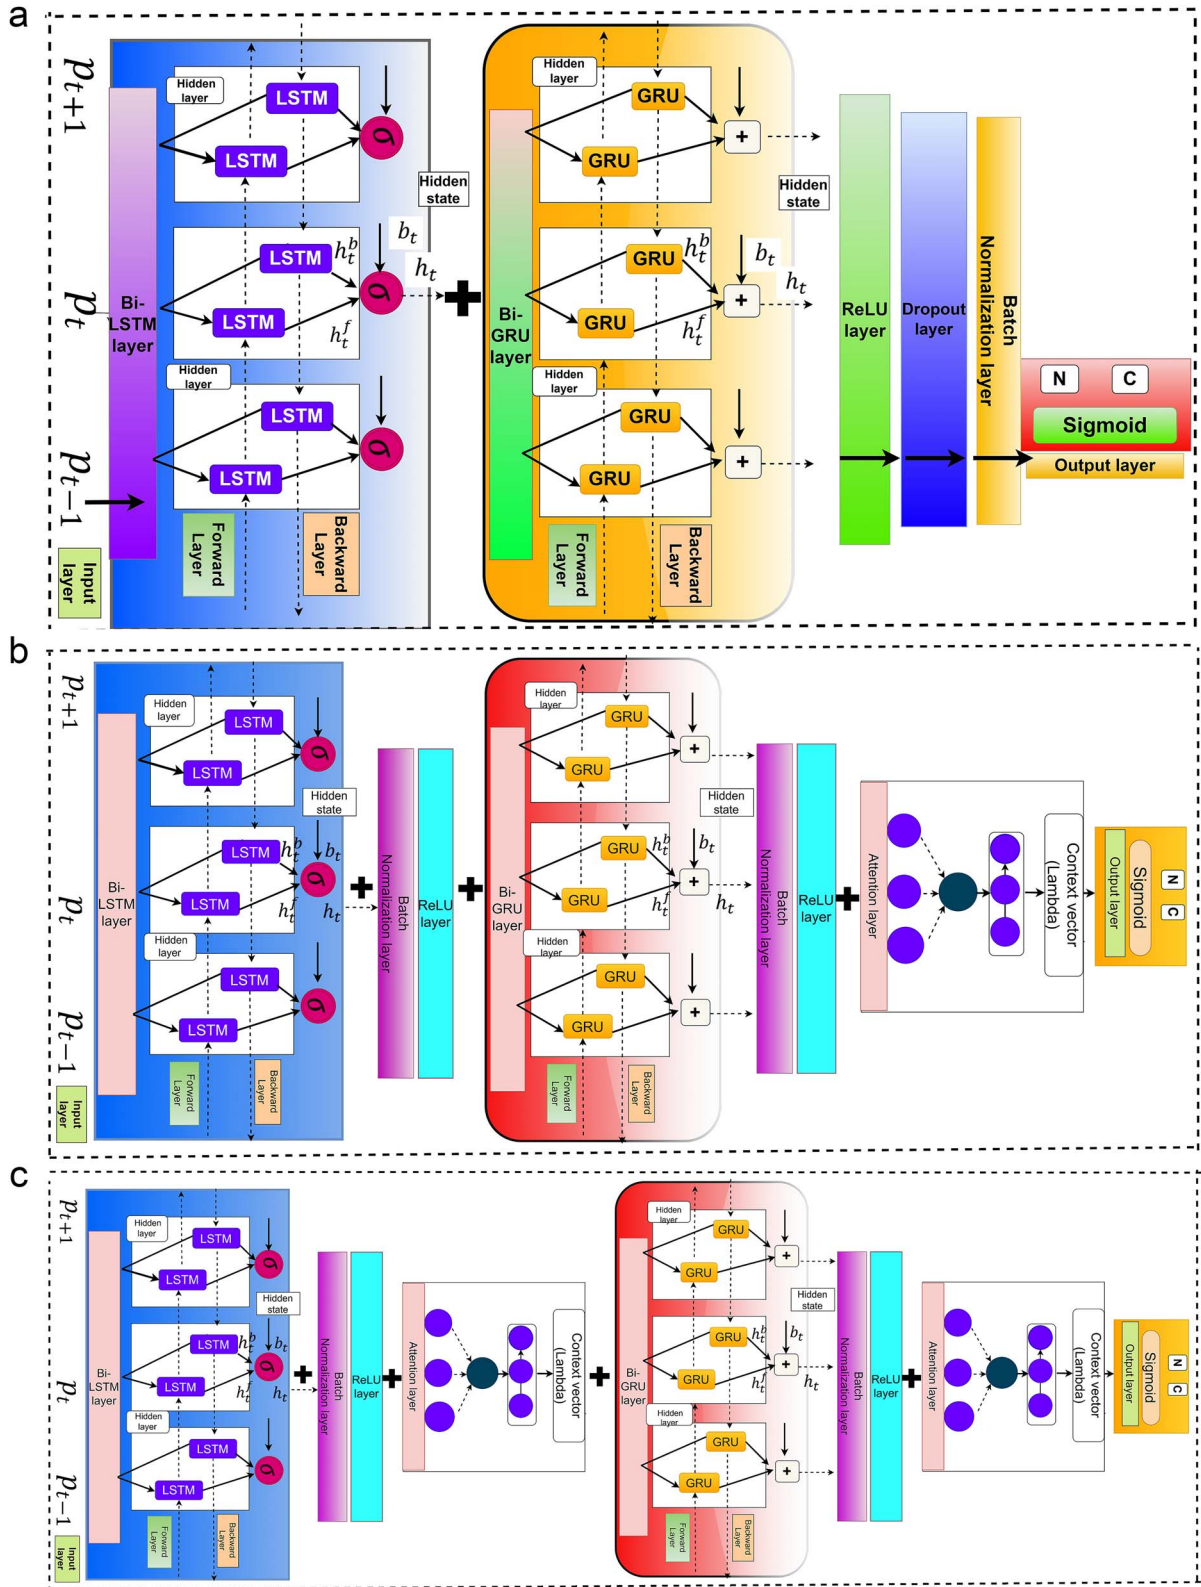 a
p_{t+1}
Hidden
layer
LSTM
LSTM
σ
Hidden
state
p_t
Bi-
LSTM
layer
LSTM
LSTM
h_t^b
h_t^f
b_t
σ
h_t
+
Hidden
layer
LSTM
LSTM
σ
p_{t-1}
Input
layer
Forward
Layer
Backward
Layer
Hidden
layer
GRU
GRU
+
Hidden
state
Bi-
GRU
layer
GRU
GRU
h_t^b
h_t^f
b_t
+
h_t
Hidden
layer
GRU
GRU
+
Forward
Layer
Backward
Layer
ReLU
layer
Dropout
layer
Batch
Normalization layer
N
C
Sigmoid
Output layer
b
p_{t+1}
Hidden
layer
LSTM
LSTM
σ
Hidden
state
p_t
Bi-
LSTM
layer
LSTM
LSTM
h_t^b
h_t^f
b_t
σ
h_t
Hidden
layer
LSTM
LSTM
σ
p_{t-1}
Input
layer
Forward
Layer
Backward
Layer
+
Batch
Normalization layer
ReLU
layer
+
Hidden
layer
GRU
GRU
+
Hidden
state
Bi-
GRU
layer
GRU
GRU
h_t^b
h_t^f
b_t
+
h_t
Hidden
layer
GRU
GRU
+
Forward
Layer
Backward
Layer
Batch
Normalization layer
ReLU
layer
+
Attention layer
Context vector
(Lambda)
N
C
Sigmoid
Output layer
c
p_{t+1}
Hidden
layer
LSTM
LSTM
σ
Hidden
state
p_t
Bi-
LSTM
layer
LSTM
LSTM
h_t^b
h_t^f
b_t
σ
h_t
Hidden
layer
LSTM
LSTM
σ
p_{t-1}
Input
layer
Forward
Layer
Backward
Layer
+
Batch
Normalization layer
ReLU
layer
+
Attention layer
Context vector
(Lambda)
+
Hidden
layer
GRU
GRU
+
Hidden
state
Bi-
GRU
layer
GRU
GRU
h_t^b
h_t^f
b_t
+
h_t
Hidden
layer
GRU
GRU
+
Forward
Layer
Backward
Layer
Batch
Normalization layer
ReLU
layer
+
Attention layer
Context vector
(Lambda)
N
C
Sigmoid
Output layer